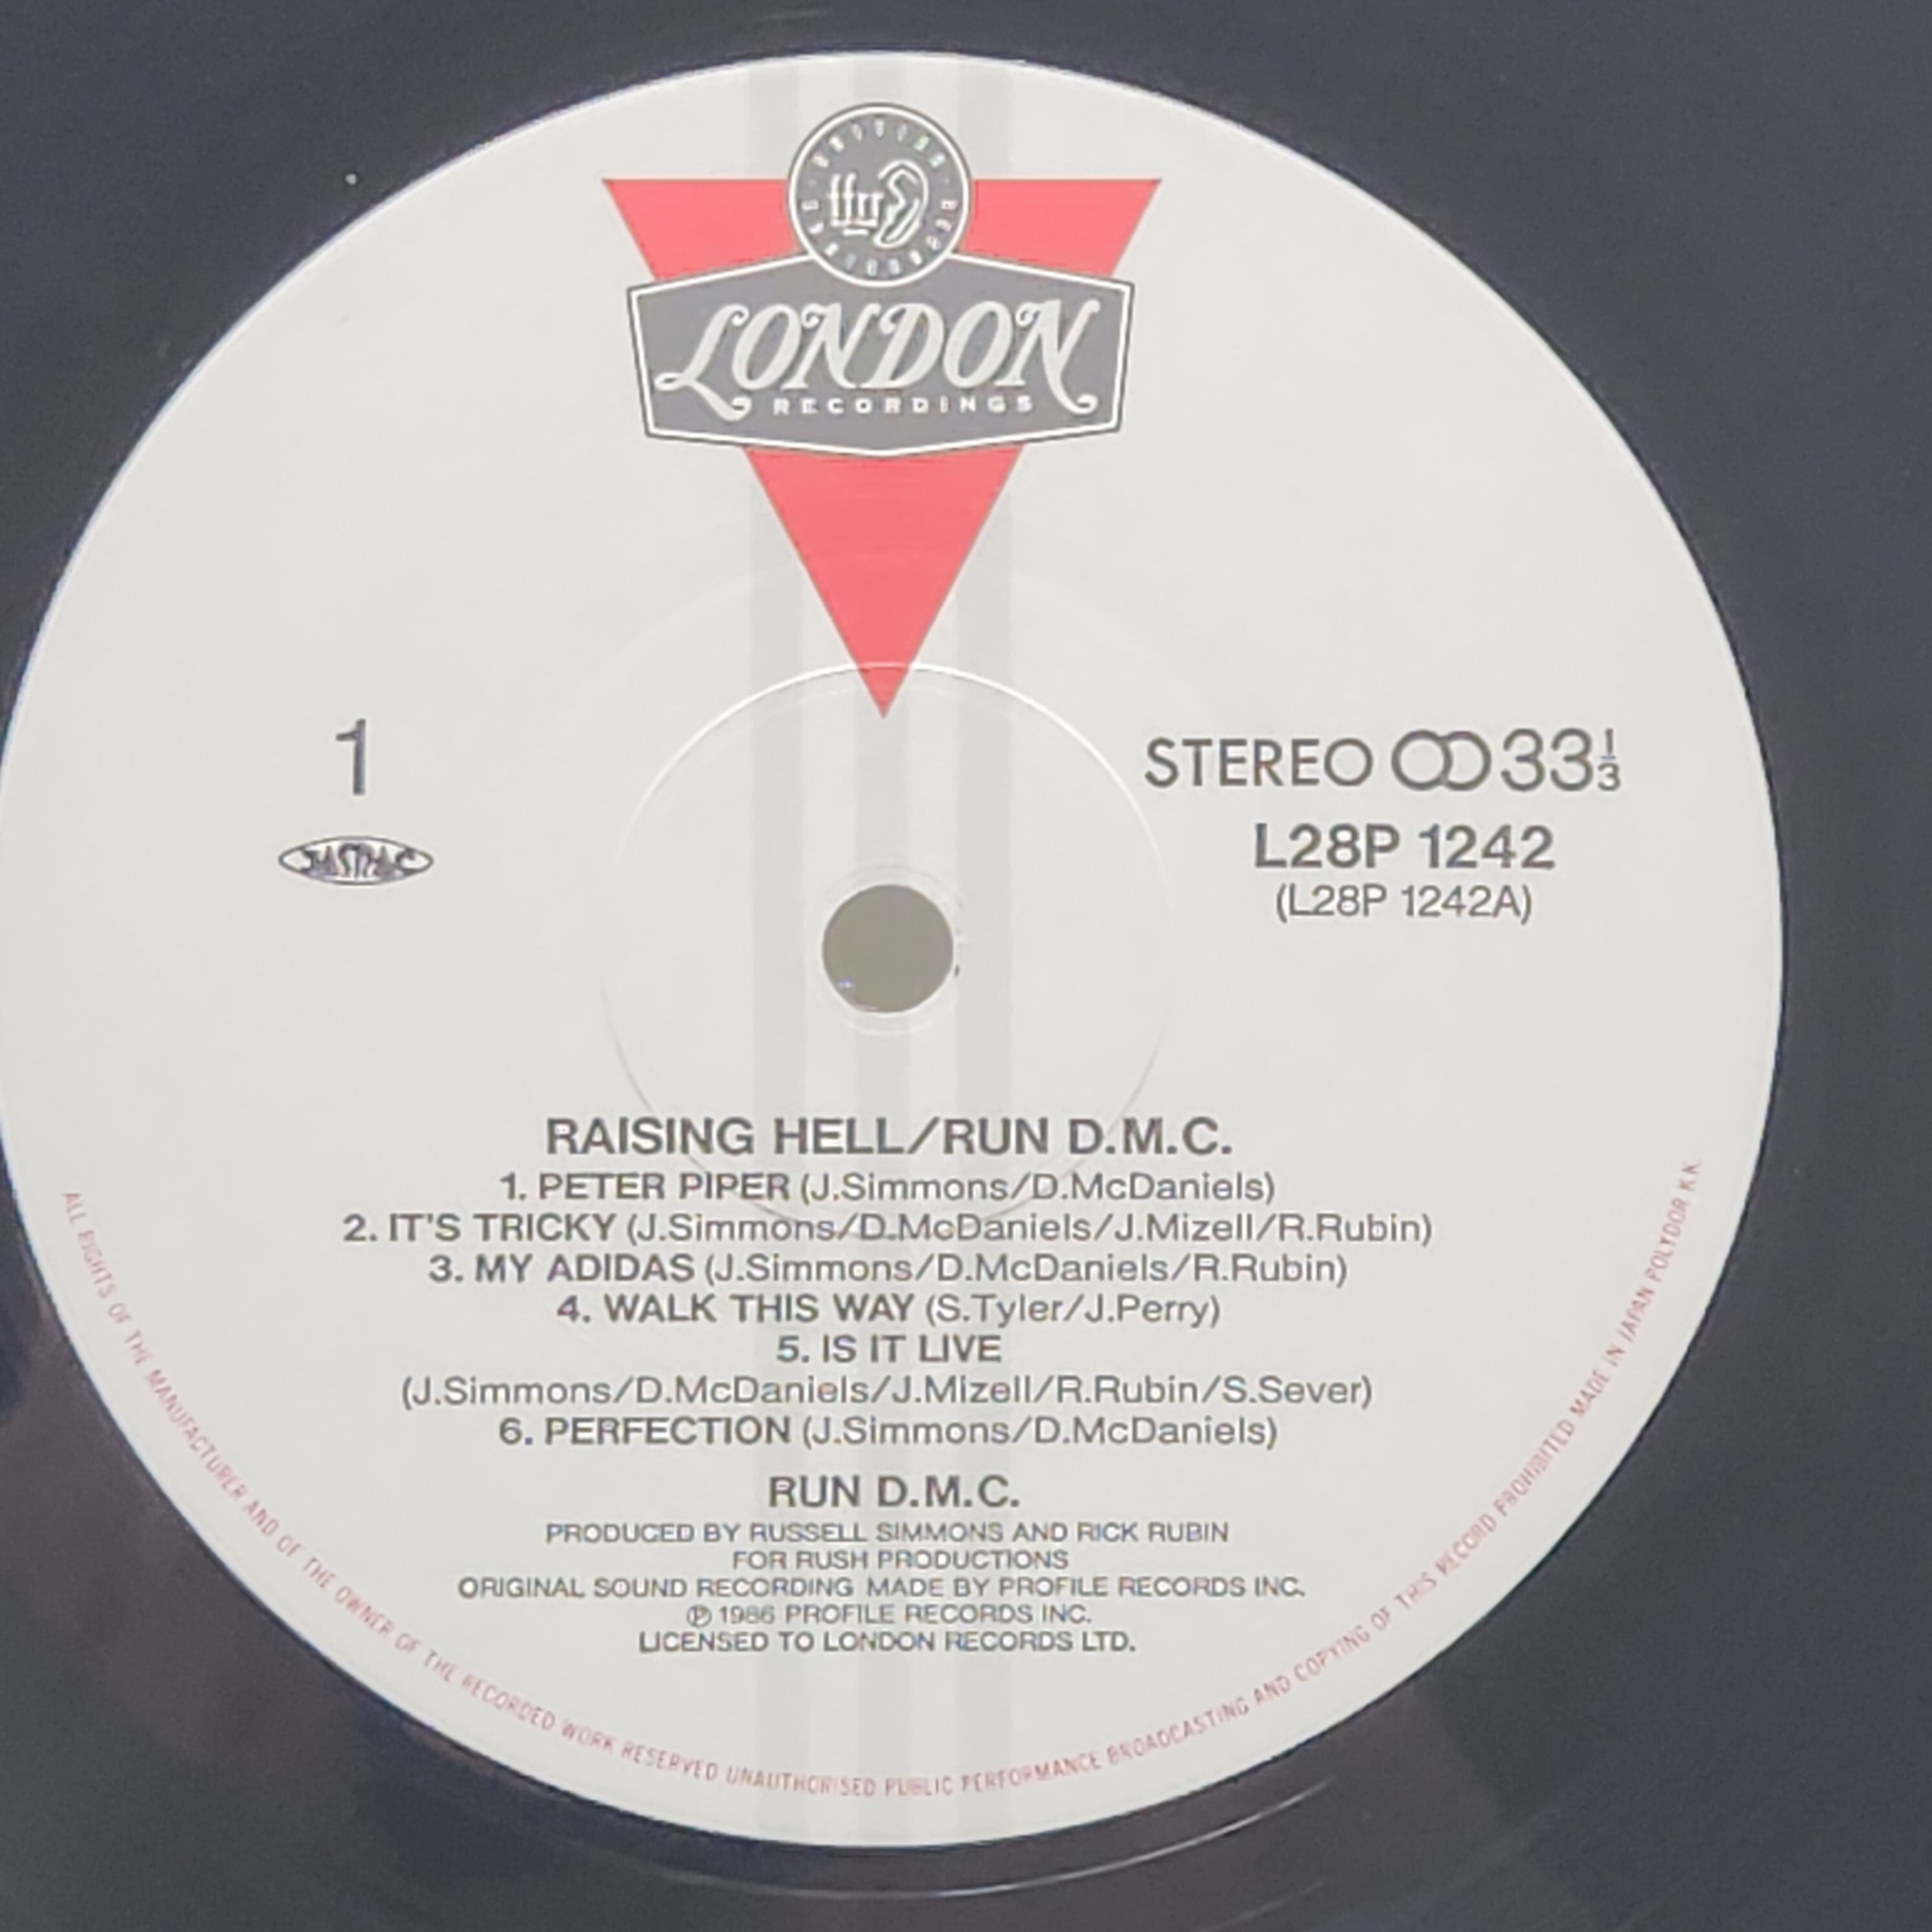 ffrr
LONDON
RECORDINGS
1
JASRAC
STEREO 33 1/3
L28P 1242
(L28P 1242A)
RAISING HELL/RUN D.M.C.
1. PETER PIPER (J.Simmons/D.McDaniels)
2. IT'S TRICKY (J.Simmons/D.McDaniels/J.Mizell/R.Rubin)
3. MY ADIDAS (J.Simmons/D.McDaniels/R.Rubin)
4. WALK THIS WAY (S.Tyler/J.Perry)
5. IS IT LIVE
(J.Simmons/D.McDaniels/J.Mizell/R.Rubin/S.Sever)
6. PERFECTION (J.Simmons/D.McDaniels)
RUN D.M.C.
PRODUCED BY RUSSELL SIMMONS AND RICK RUBIN
FOR RUSH PRODUCTIONS
ORIGINAL SOUND RECORDING MADE BY PROFILE RECORDS INC.
℗ 1986 PROFILE RECORDS INC.
LICENSED TO LONDON RECORDS LTD.
ALL RIGHTS OF THE MANUFACTURER AND OF THE OWNER OF THE RECORDED WORK RESERVED UNAUTHORISED PUBLIC PERFORMANCE BROADCASTING AND COPYING OF THIS RECORD PROHIBITED MADE IN JAPAN POLYDOR K.K.